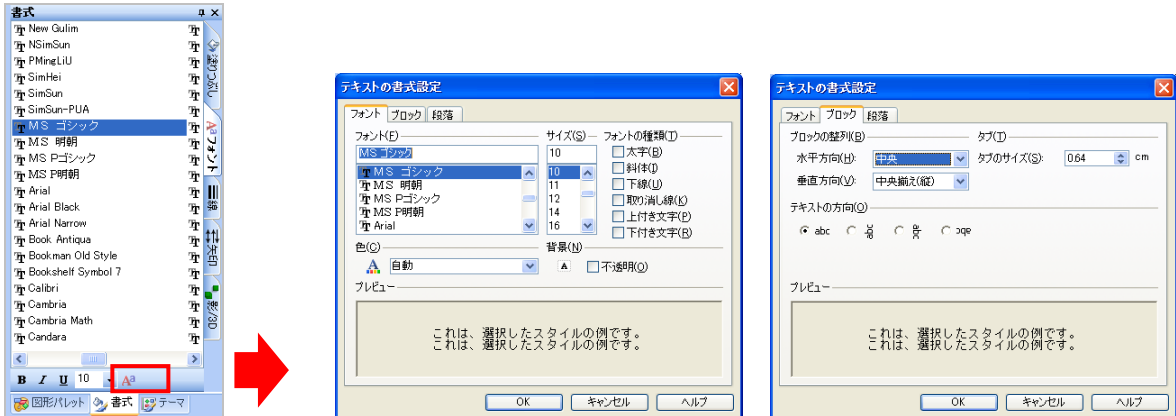 書式
New Gulim
NSimSun
PMingLiU
SimHei
SimSun
SimSun-PUA
MS ゴシック
MS 明朝
MS Pゴシック
MS P明朝
Arial
Arial Black
Arial Narrow
Book Antiqua
Bookman Old Style
Bookshelf Symbol 7
Calibri
Cambria
Cambria Math
Candara
塗りつぶし
Aa フォント
線
矢印
影/3D
B I U 10 Aa
図形パレット 書式 テーマ
テキストの書式設定
フォント ブロック 段落
フォント(F) サイズ(S) フォントの種類(T)
MS ゴシック 10 太字(B)
MS ゴシック 10 斜体(I)
MS 明朝 11 下線(U)
MS Pゴシック 12 取り消し線(K)
MS P明朝 14 上付き文字(P)
Arial 16 下付き文字(R)
色(C) 背景(N)
A 自動 A 不透明(O)
プレビュー
これは、選択したスタイルの例です。
これは、選択したスタイルの例です。
OK キャンセル ヘルプ
テキストの書式設定
フォント ブロック 段落
ブロックの整列(B) タブ(T)
水平方向(H): 中央 タブのサイズ(S): 0.64 cm
垂直方向(V): 中央揃え(縦)
テキストの方向(O)
abc abc abc abc
プレビュー
これは、選択したスタイルの例です。
これは、選択したスタイルの例です。
OK キャンセル ヘルプ